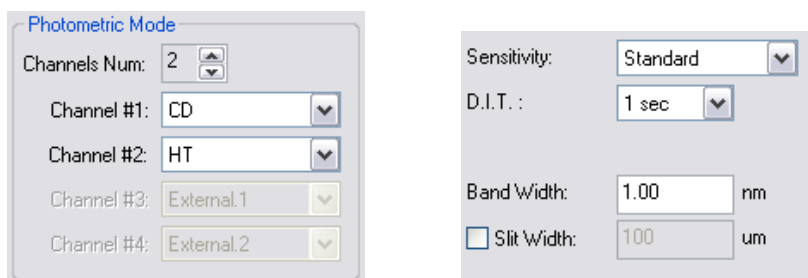 Photometric Mode
Channels Num: 2
Channel #1: CD
Channel #2: HT
Channel #3: External.1
Channel #4: External.2
Sensitivity: Standard
D.I.T. : 1 sec
Band Width: 1.00 nm
Slit Width: 100 um